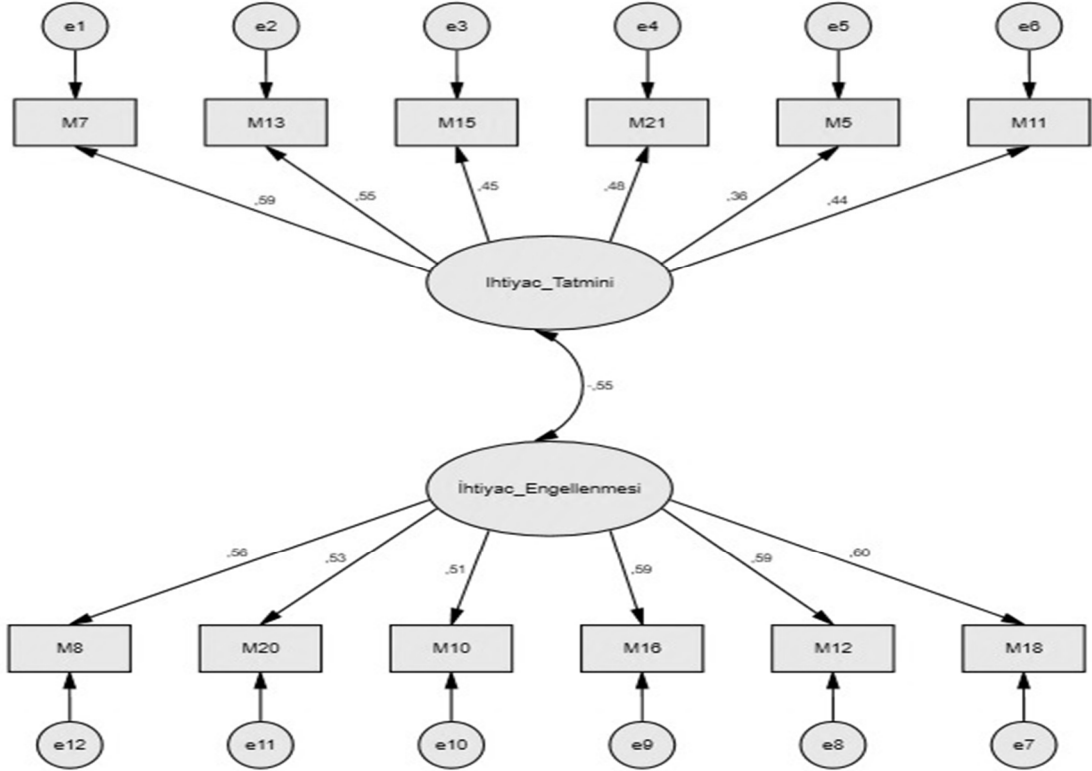 e1 e2 e3 e4 e5 e6
M7 M13 M15 M21 M5 M11
,59 ,55 ,45 ,48 ,36 ,44
Ihtiyac_Tatmini
-,55
İhtiyac_Engellenmesi
,56 ,53 ,51 ,59 ,59 ,60
M8 M20 M10 M16 M12 M18
e12 e11 e10 e9 e8 e7